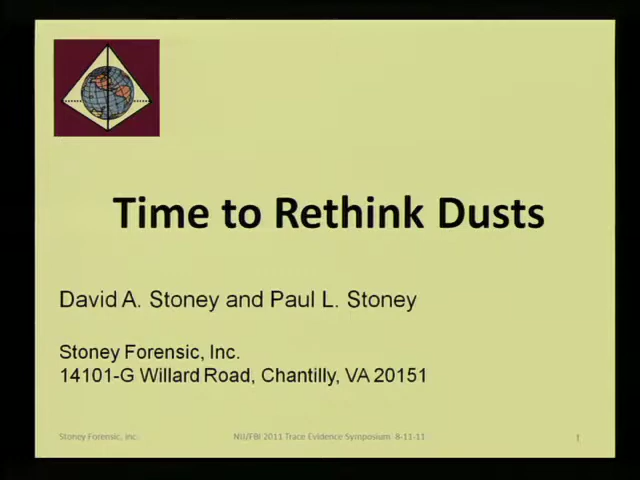 Time to Rethink Dusts
David A. Stoney and Paul L. Stoney
Stoney Forensic, Inc.
14101-G Willard Road, Chantilly, VA 20151
Stoney Forensic, Inc. NIJ/FBI 2011 Trace Evidence Symposium 8-11-11 1